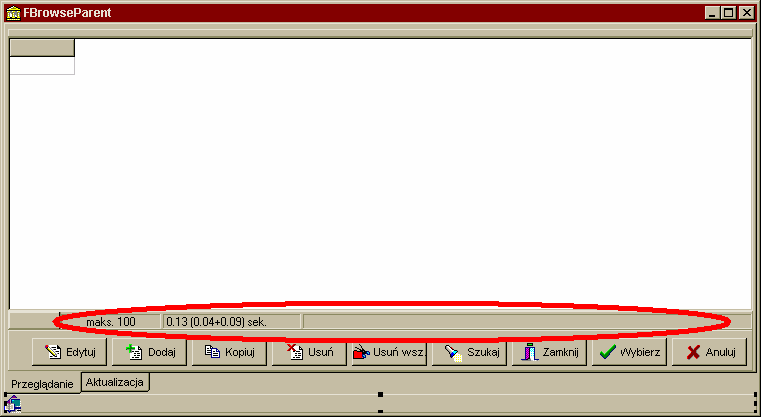 FBrowseParent
maks. 100 0.13 (0.04+0.09) sek.
Edytuj Dodaj Kopiuj Usuń Usuń wsz. Szukaj Zamknij Wybierz Anuluj
Przeglądanie Aktualizacja